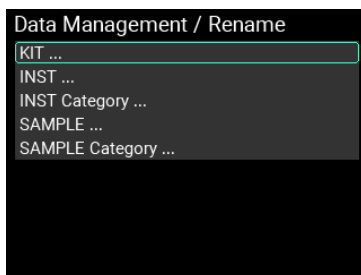 Data Management / Rename
KIT ...
INST ...
INST Category ...
SAMPLE ...
SAMPLE Category ...